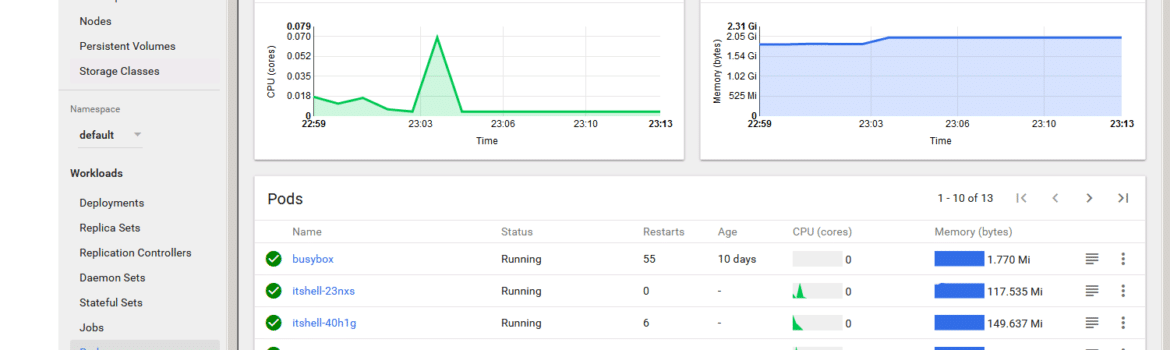 Nodes
Persistent Volumes
Storage Classes
Namespace
default
Workloads
Deployments
Replica Sets
Replication Controllers
Daemon Sets
Stateful Sets
Jobs
CPU (cores)
0.079
0.070
0.052
0.035
0.018
0
22:59 23:03 23:06 23:10 23:13
Time
Memory (bytes)
2.31 Gi
2.05 Gi
1.54 Gi
1.02 Gi
525 Mi
0
22:59 23:03 23:06 23:10 23:13
Time
Pods
1 - 10 of 13
Name Status Restarts Age CPU (cores) Memory (bytes)
busybox Running 55 10 days 0 1.770 Mi
itshell-23nxs Running 0 - 0 117.535 Mi
itshell-40h1g Running 6 - 0 149.637 Mi